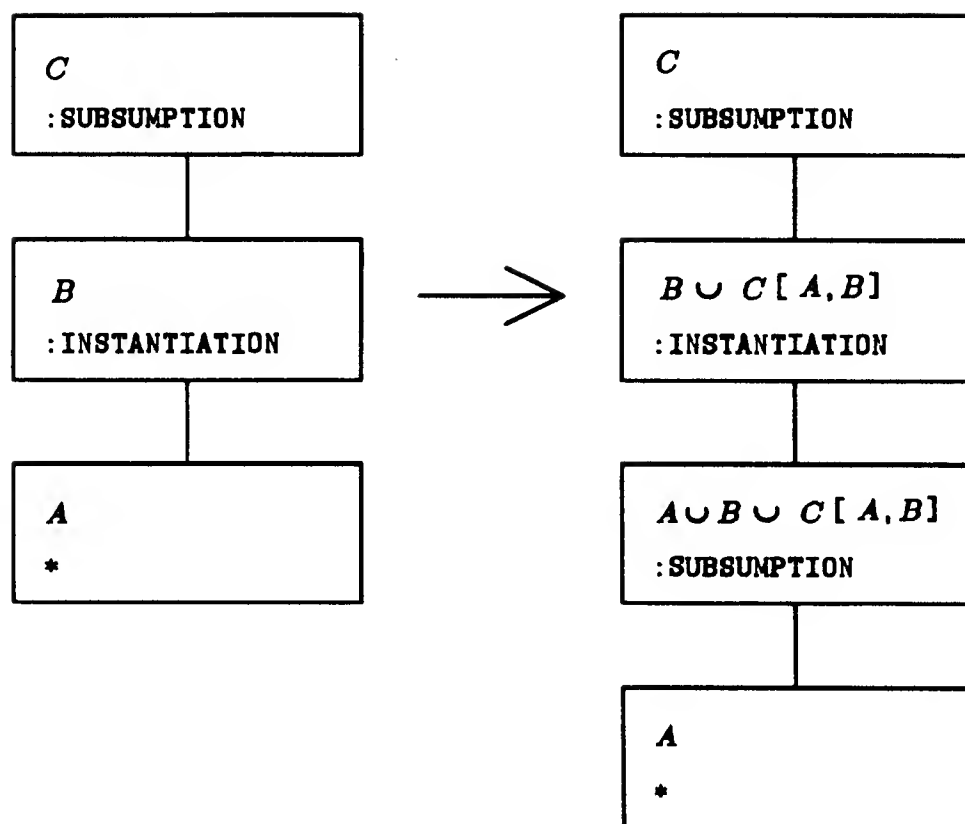 C
:SUBSUMPTION
B
:INSTANTIATION
A
*
C
:SUBSUMPTION
B ∪ C [ A, B]
:INSTANTIATION
A ∪ B ∪ C [ A, B]
:SUBSUMPTION
A
*